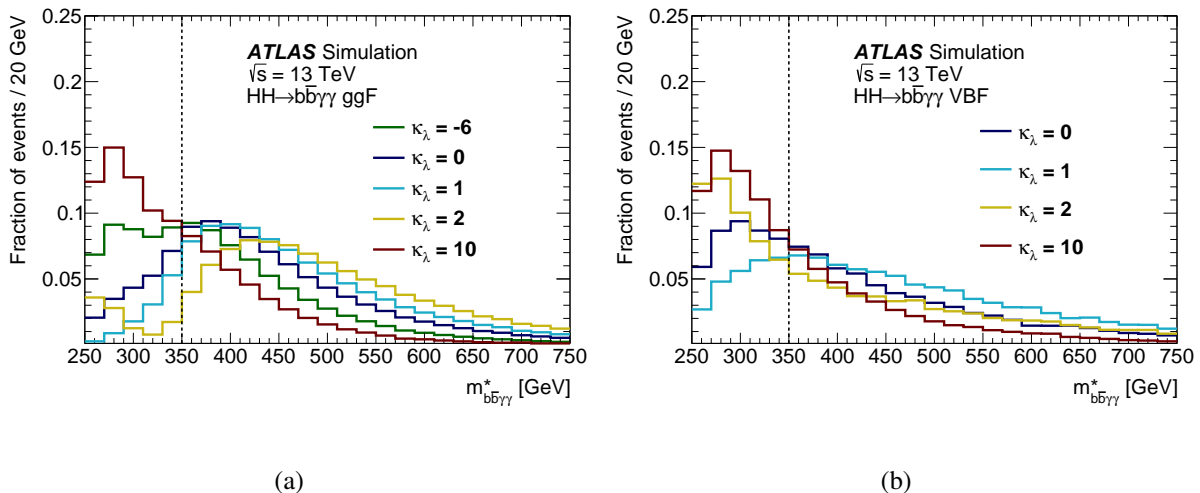 Fraction of events / 20 GeV
0.25
0.2
0.15
0.1
0.05
ATLAS Simulation
√s = 13 TeV
HH→bb̄γγ ggF
κλ = -6
κλ = 0
κλ = 1
κλ = 2
κλ = 10
250 300 350 400 450 500 550 600 650 700 750
m*bb̄γγ [GeV]
(a)
Fraction of events / 20 GeV
0.25
0.2
0.15
0.1
0.05
ATLAS Simulation
√s = 13 TeV
HH→bb̄γγ VBF
κλ = 0
κλ = 1
κλ = 2
κλ = 10
250 300 350 400 450 500 550 600 650 700 750
m*bb̄γγ [GeV]
(b)